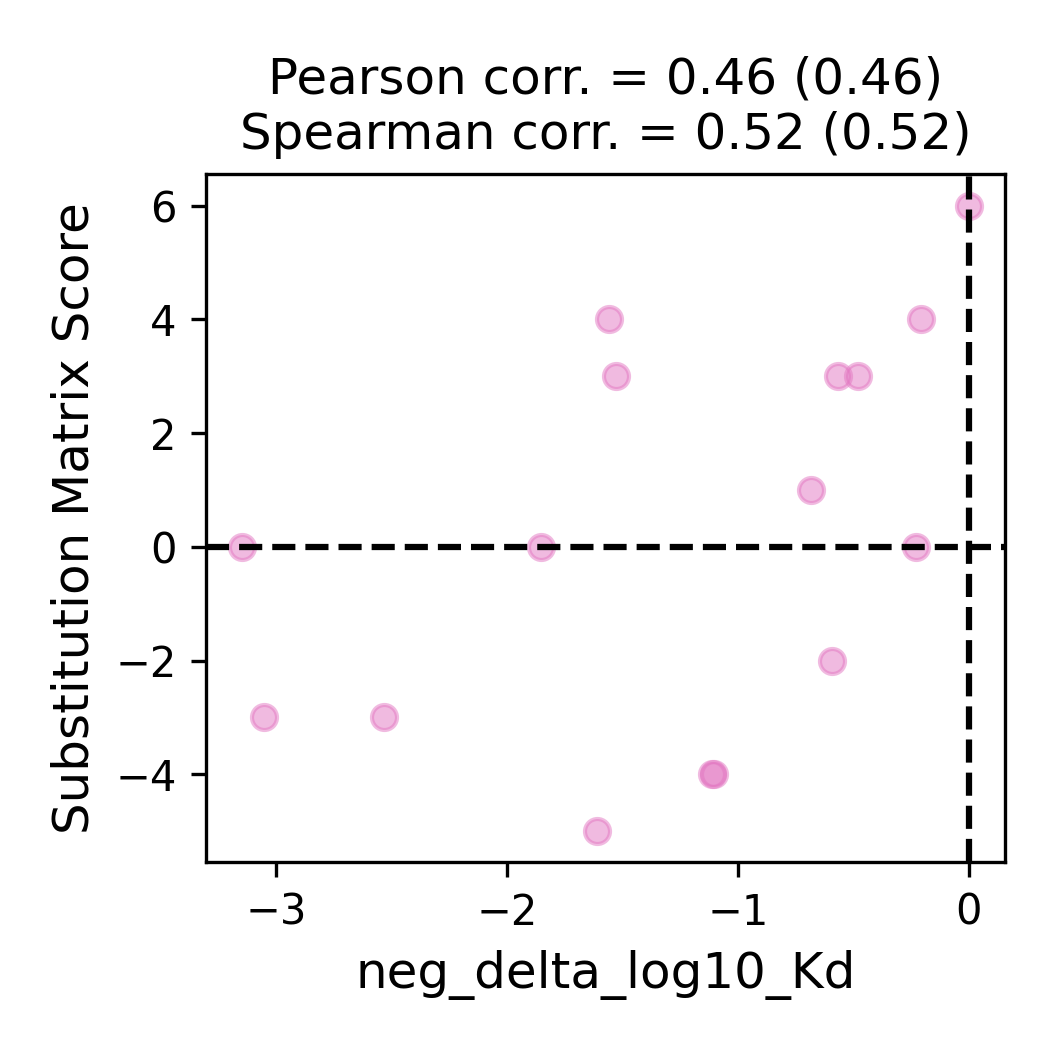 Pearson corr. = 0.46 (0.46)
Spearman corr. = 0.52 (0.52)
Substitution Matrix Score
6
4
2
0
−2
−4
−3
−2
−1
0
neg_delta_log10_Kd